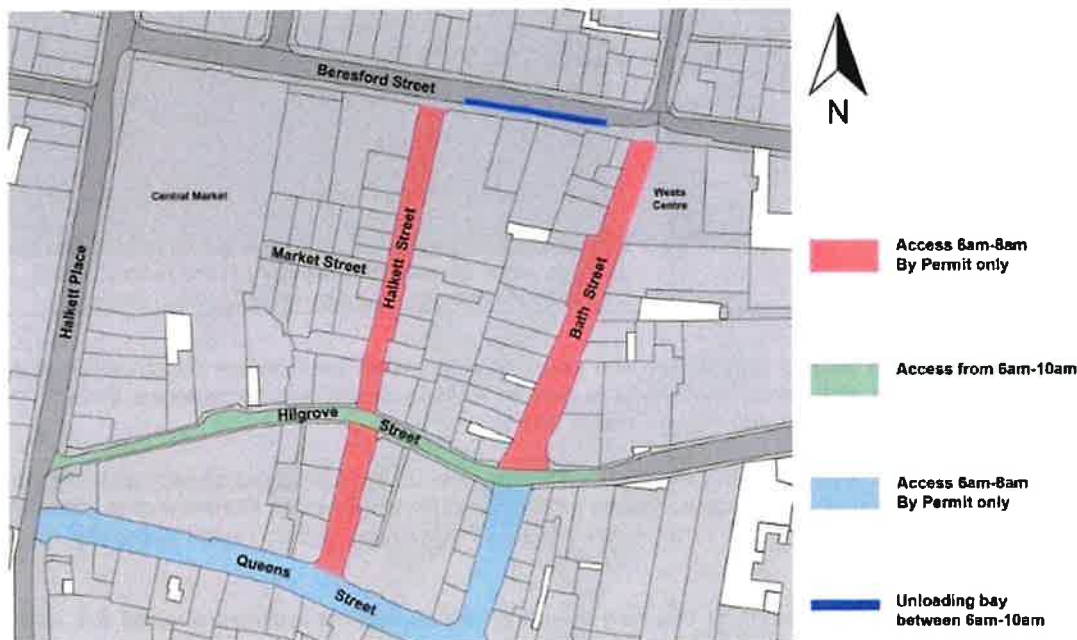 Beresford Street
N
Central Market
Wests
Centre
Halkett Street
Market Street
Halkett Place
Bath Street
Access 6am-8am
By Permit only
Access from 6am-10am
Hilgrove
Street
Access 6am-8am
By Permit only
Queens
Street
Unloading bay
between 6am-10am